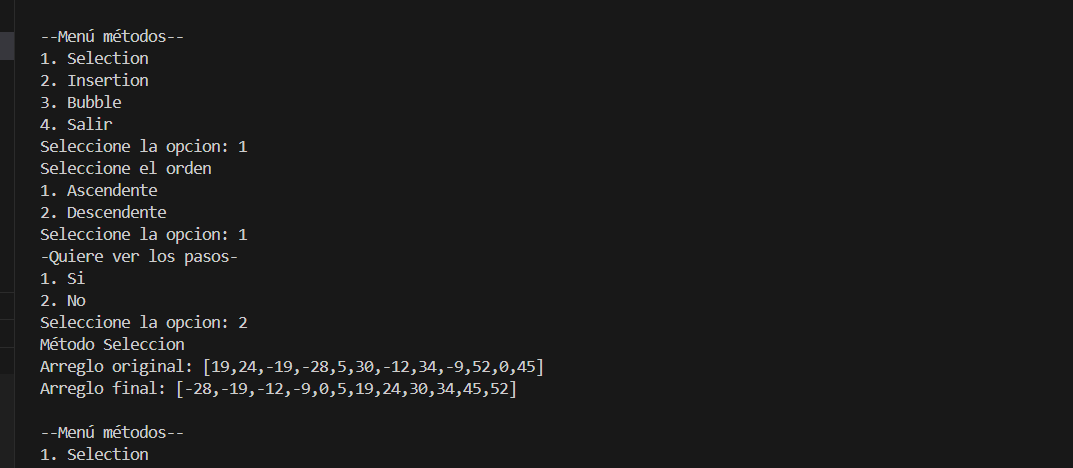 --Menú métodos--
1. Selection
2. Insertion
3. Bubble
4. Salir
Seleccione la opcion: 1
Seleccione el orden
1. Ascendente
2. Descendente
Seleccione la opcion: 1
-Quiere ver los pasos-
1. Si
2. No
Seleccione la opcion: 2
Método Seleccion
Arreglo original: [19,24,-19,-28,5,30,-12,34,-9,52,0,45]
Arreglo final: [-28,-19,-12,-9,0,5,19,24,30,34,45,52]
--Menú métodos--
1. Selection